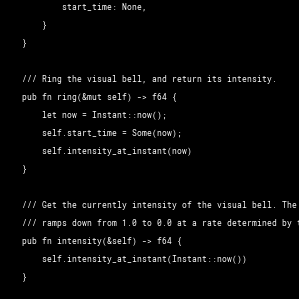 start_time: None,
}
}
/// Ring the visual bell, and return its intensity.
pub fn ring(&mut self) -> f64 {
let now = Instant::now();
self.start_time = Some(now);
self.intensity_at_instant(now)
}
/// Get the currently intensity of the visual bell. The
/// ramps down from 1.0 to 0.0 at a rate determined by
pub fn intensity(&self) -> f64 {
self.intensity_at_instant(Instant::now())
}